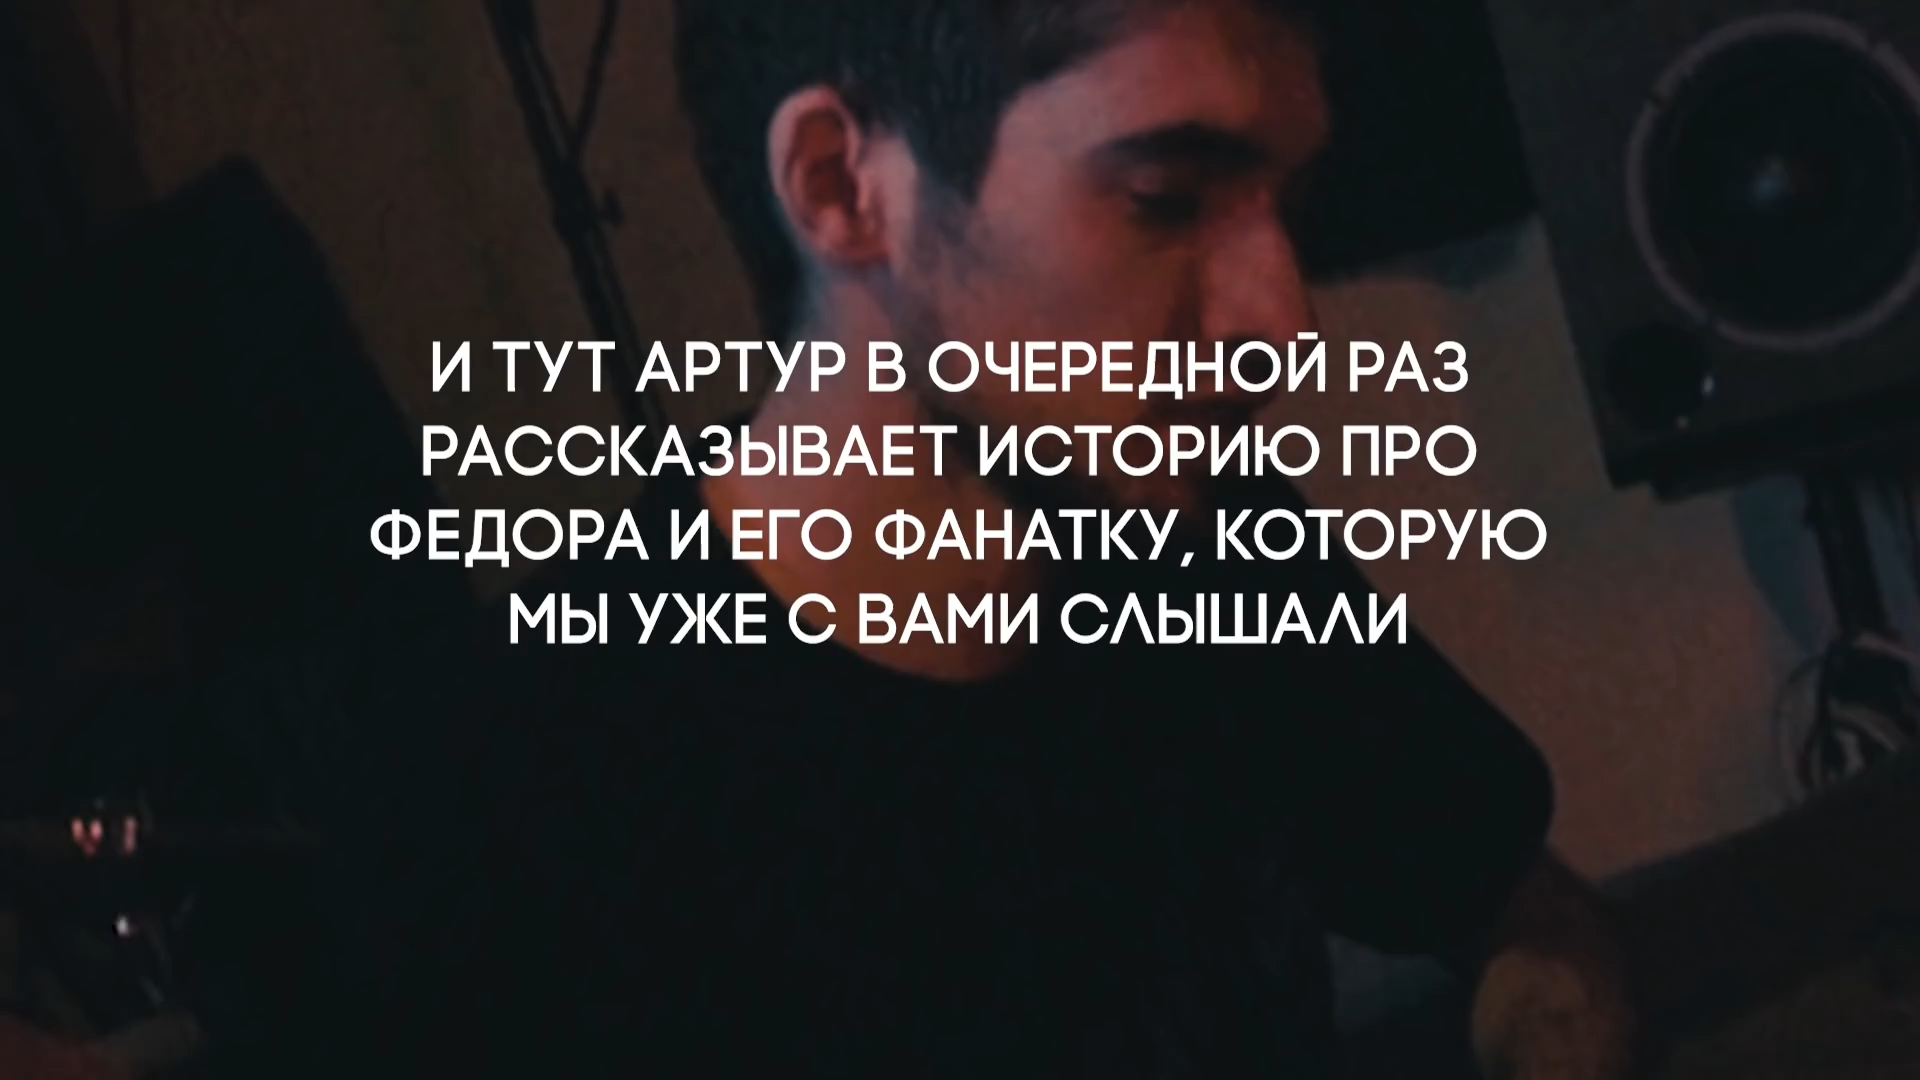 И ТУТ АРТУР В ОЧЕРЕДНОЙ РАЗ
РАССКАЗЫВАЕТ ИСТОРИЮ ПРО
ФЕДОРА И ЕГО ФАНАТКУ, КОТОРУЮ
МЫ УЖЕ С ВАМИ СЛЫШАЛИ